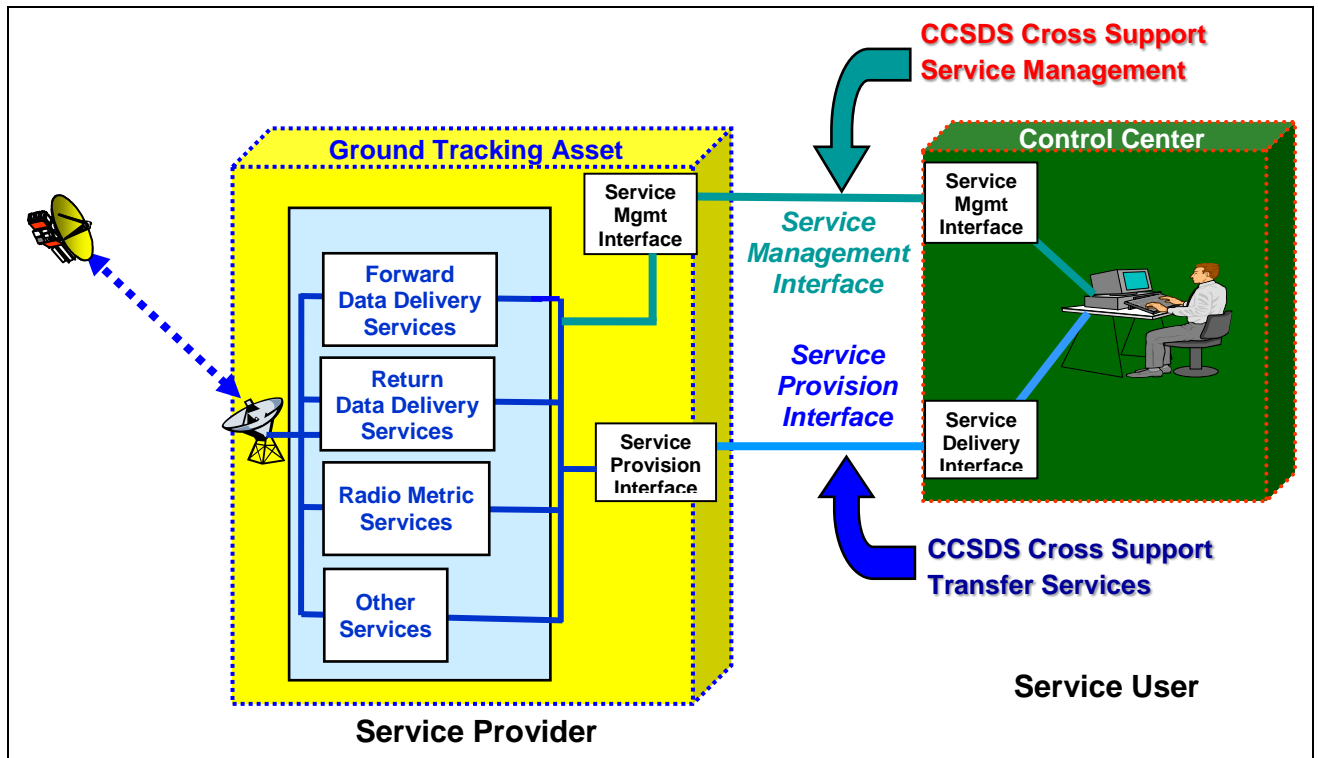 CCSDS Cross Support
Service Management
Ground Tracking Asset
Control Center
Service
Mgmt
Interface
Service
Mgmt
Interface
Service
Management
Interface
Forward
Data Delivery
Services
Return
Data Delivery
Services
Radio Metric
Services
Other
Services
Service
Provision
Interface
Service
Provision
Interface
Service
Delivery
Interface
CCSDS Cross Support
Transfer Services
Service User
Service Provider